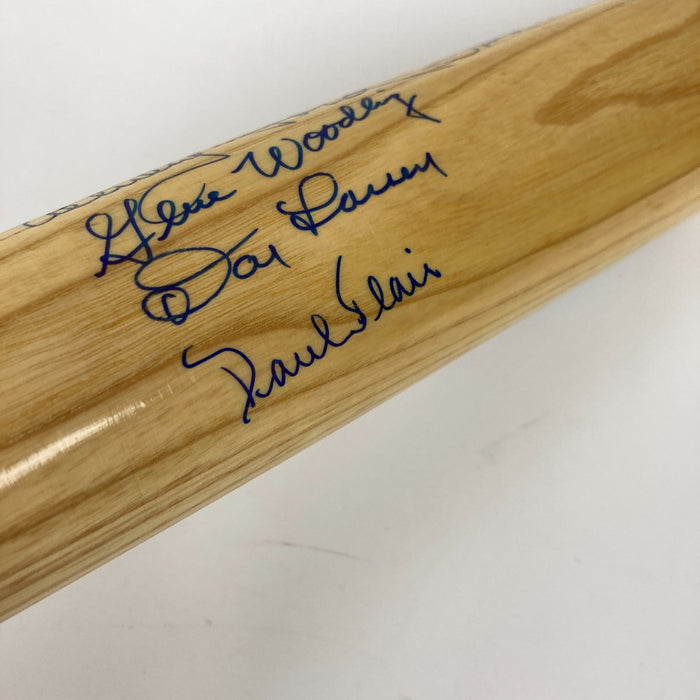 Gene Woodling
Don Larsen
Paul Blair